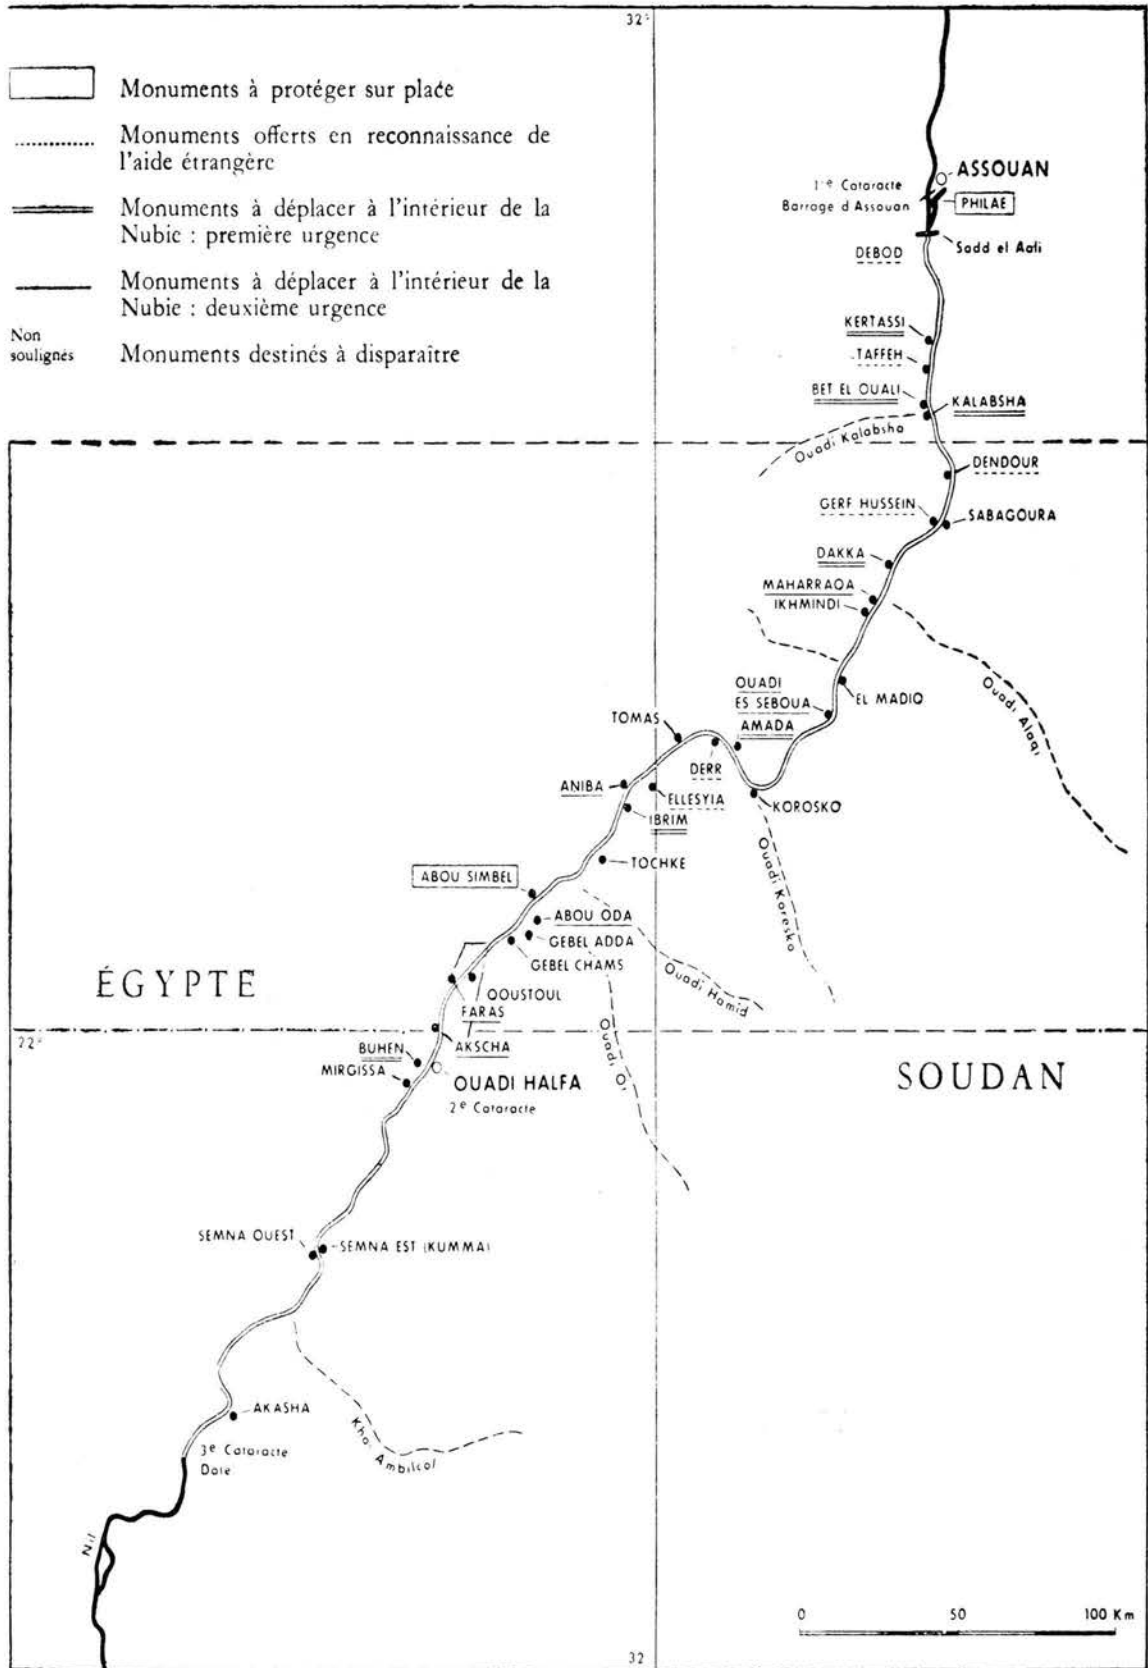 32°
Monuments à protéger sur place
Monuments offerts en reconnaissance de
l'aide étrangère
Monuments à déplacer à l'intérieur de la
Nubie : première urgence
Monuments à déplacer à l'intérieur de la
Nubie : deuxième urgence
Non
soulignés
Monuments destinés à disparaître
ASSOUAN
1re Cataracte
Barrage d'Assouan
PHILAE
Sadd el Aali
DEBOD
KERTASSI
TAFFEH
BET EL OUALI
KALABSHA
Ouadi Kalabsha
DENDOUR
GERF HUSSEIN
SABAGOURA
DAKKA
MAHARRAQA
IKHMINDI
Ouadi Alaqi
OUADI
ES SEBOUA
EL MADIQ
TOMAS
AMADA
DERR
ANIBA
ELLESYIA
KOROSKO
IBRIM
TOCHKE
Ouadi Koresko
ABOU SIMBEL
ABOU ODA
GEBEL ADDA
GEBEL CHAMS
Ouadi Hamid
ÉGYPTE
QOUSTOUL
FARAS
Ouadi Or
22°
AKSCHA
BUHEN
MIRGISSA
OUADI HALFA
2e Cataracte
SOUDAN
SEMNA OUEST
SEMNA EST (KUMMA)
AKASHA
3e Cataracte
Khor Ambilcol
Nil
0 50 100 Km
32